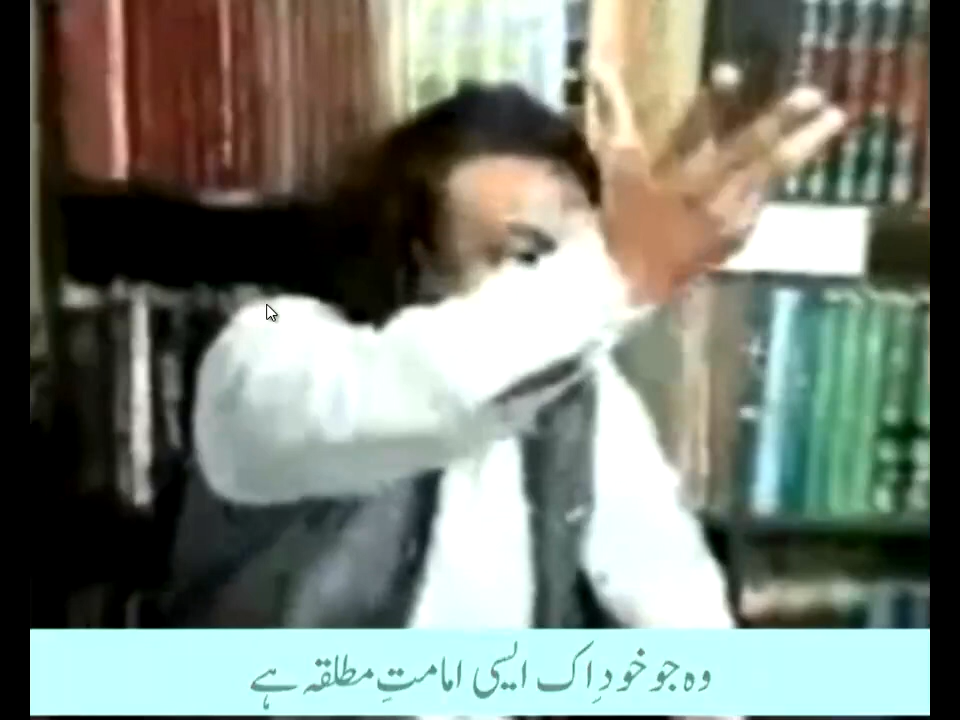 وہ جو خود اِک ایسی امامتِ مطلقہ ہے